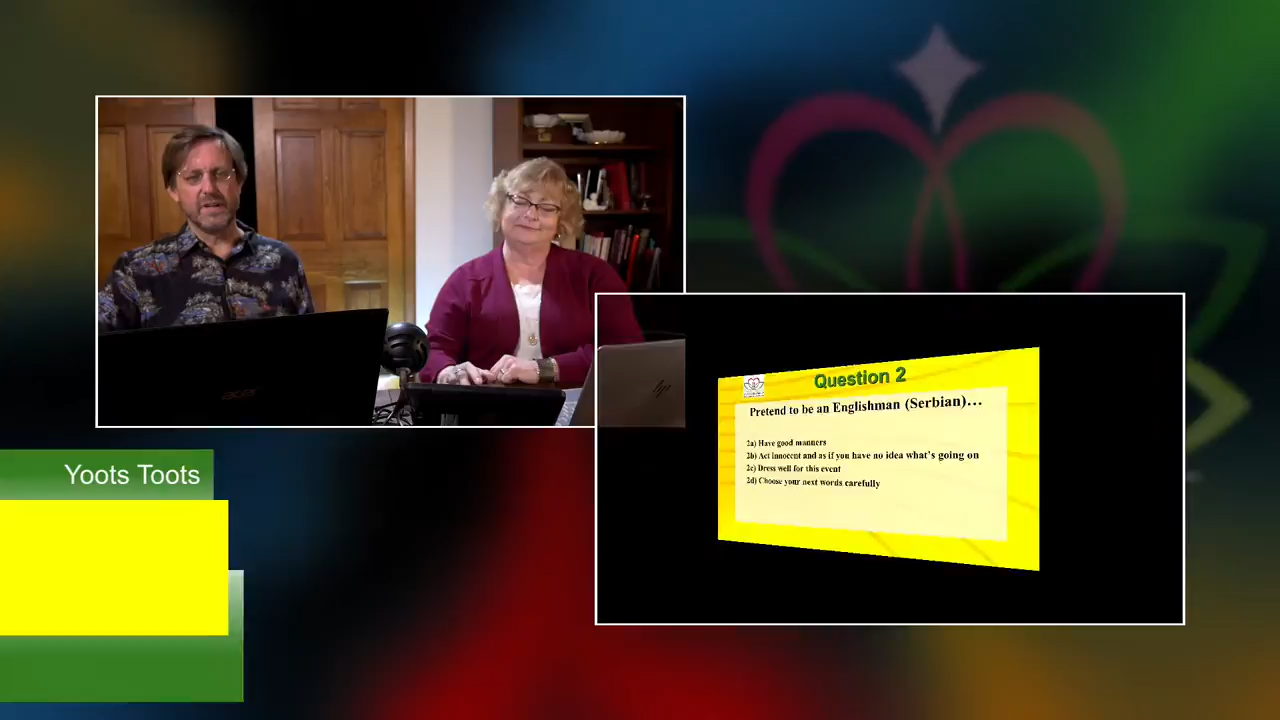 Yoots Toots
Question 2
Pretend to be an Englishman (Serbian)…
2a) Have good manners
2b) Act innocent and as if you have no idea what's going on
2c) Dress well for this event
2d) Choose your next words carefully
acer
hp